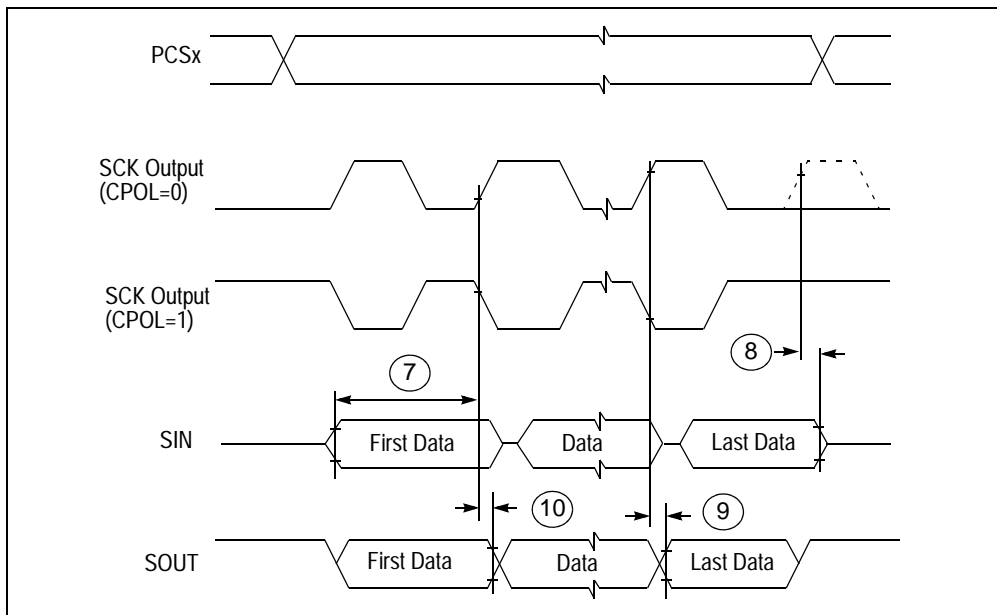 PCSx
SCK Output
(CPOL=0)
SCK Output
(CPOL=1)
8
7
SIN
First Data
Data
Last Data
10
9
SOUT
First Data
Data
Last Data